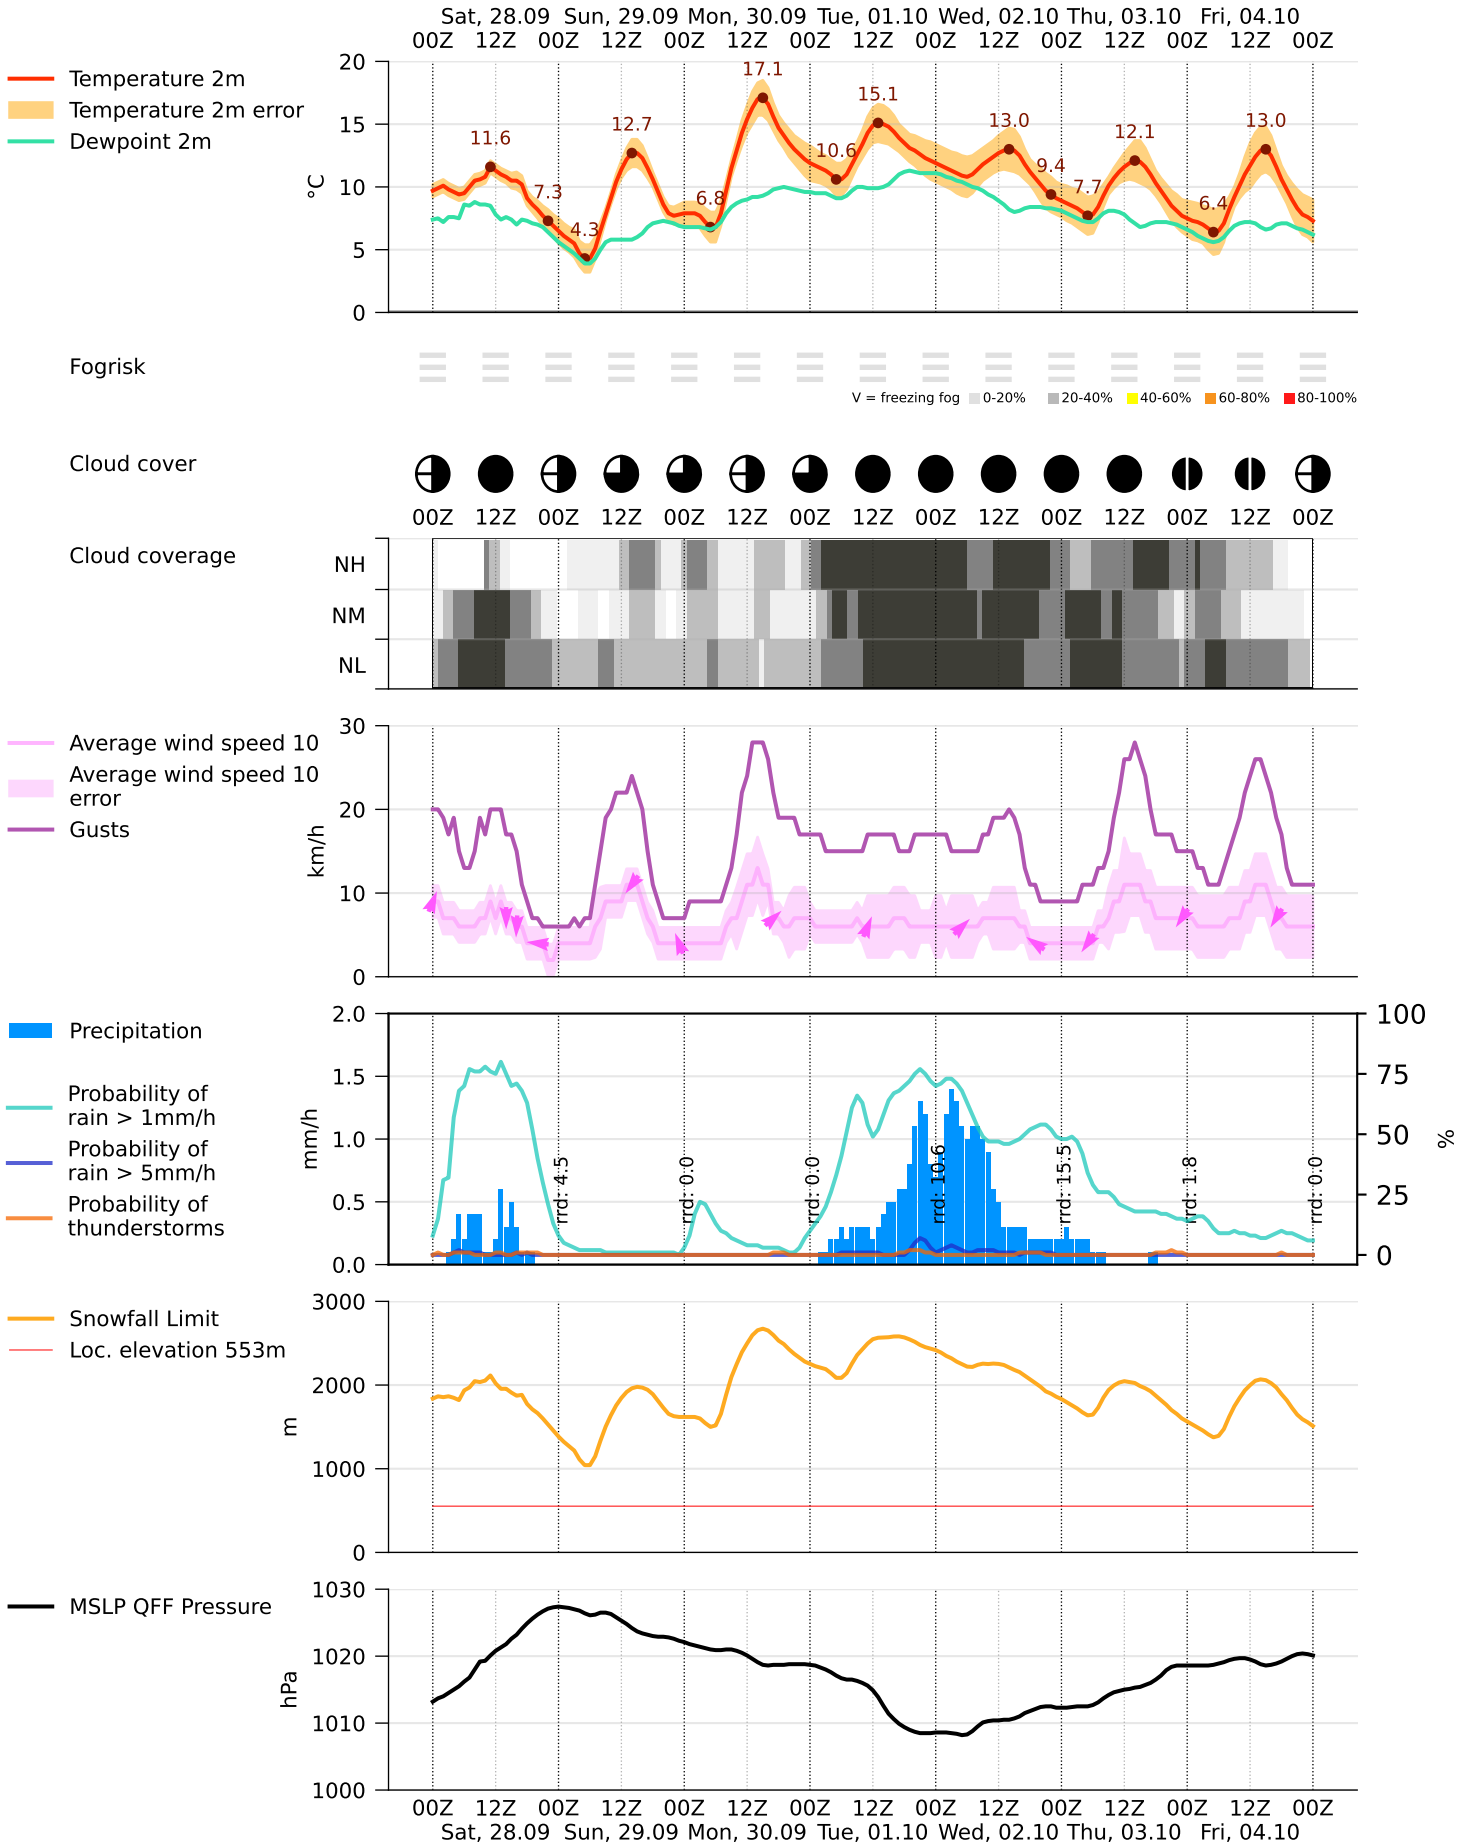 Sat, 28.09 Sun, 29.09 Mon, 30.09 Tue, 01.10 Wed, 02.10 Thu, 03.10 Fri, 04.10
00Z 12Z 00Z 12Z 00Z 12Z 00Z 12Z 00Z 12Z 00Z 12Z 00Z 12Z 00Z
Temperature 2m
Temperature 2m error
Dewpoint 2m
°C
20
15
10
5
0
11.6
7.3
4.3
12.7
6.8
17.1
10.6
15.1
13.0
9.4
7.7
12.1
6.4
13.0
Fogrisk
V = freezing fog 0-20% 20-40% 40-60% 60-80% 80-100%
Cloud cover
00Z 12Z 00Z 12Z 00Z 12Z 00Z 12Z 00Z 12Z 00Z 12Z 00Z 12Z 00Z
Cloud coverage
NH
NM
NL
Average wind speed 10
Average wind speed 10
error
Gusts
km/h
30
20
10
0
Precipitation
Probability of
rain > 1mm/h
Probability of
rain > 5mm/h
Probability of
thunderstorms
mm/h
2.0
1.5
1.0
0.5
0.0
rrd: 4.5
rrd: 0.0
rrd: 0.0
rrd: 10.6
rrd: 15.5
rrd: 1.8
rrd: 0.0
100
75
50
25
0
%
Snowfall Limit
Loc. elevation 553m
m
3000
2000
1000
0
MSLP QFF Pressure
hPa
1030
1020
1010
1000
00Z 12Z 00Z 12Z 00Z 12Z 00Z 12Z 00Z 12Z 00Z 12Z 00Z 12Z 00Z
Sat, 28.09 Sun, 29.09 Mon, 30.09 Tue, 01.10 Wed, 02.10 Thu, 03.10 Fri, 04.10